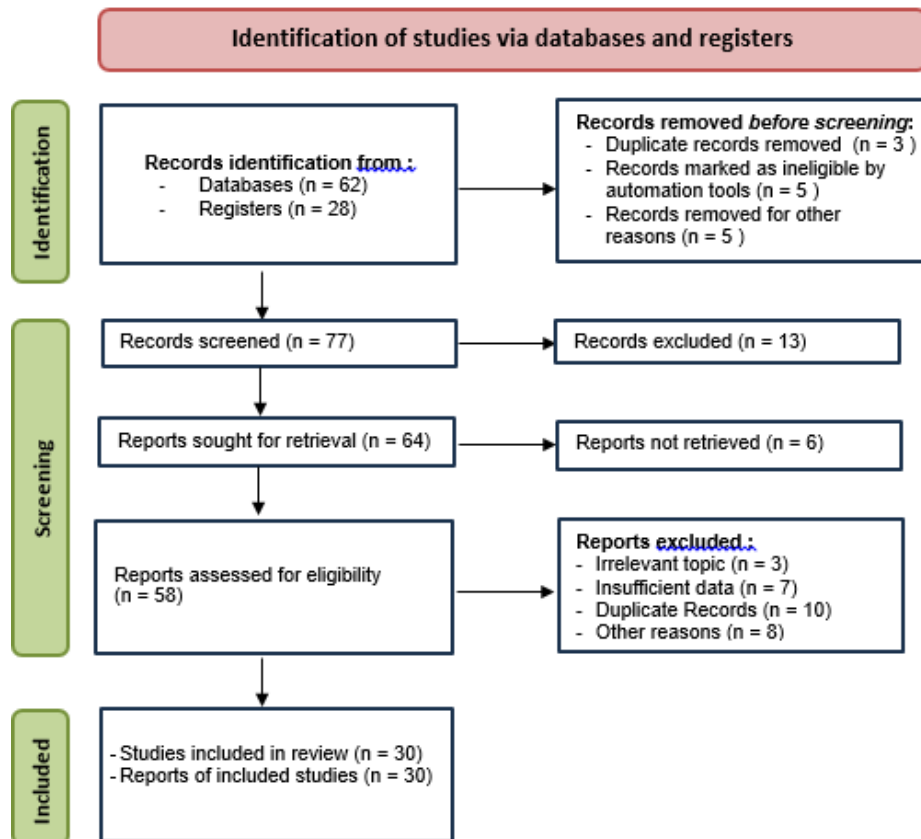 Identification of studies via databases and registers
Identification
Records identification from :
- Databases (n = 62)
- Registers (n = 28)
Records removed before screening:
- Duplicate records removed (n = 3 )
- Records marked as ineligible by
automation tools (n = 5 )
- Records removed for other
reasons (n = 5 )
Screening
Records screened (n = 77)
Records excluded (n = 13)
Reports sought for retrieval (n = 64)
Reports not retrieved (n = 6)
Reports assessed for eligibility
(n = 58)
Reports excluded :
- Irrelevant topic (n = 3)
- Insufficient data (n = 7)
- Duplicate Records (n = 10)
- Other reasons (n = 8)
Included
- Studies included in review (n = 30)
- Reports of included studies (n = 30)